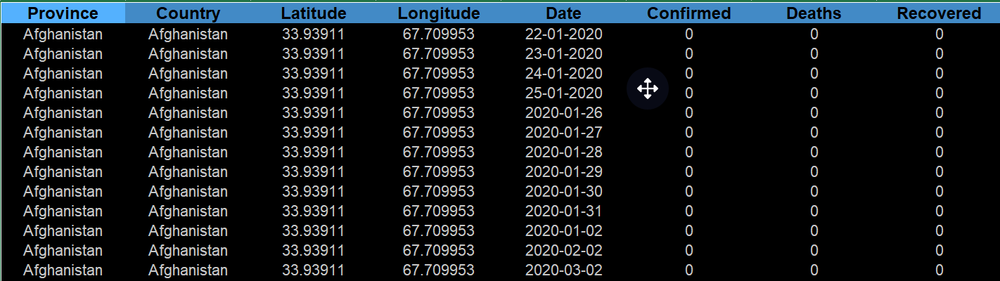 Province Country Latitude Longitude Date Confirmed Deaths Recovered
Afghanistan Afghanistan 33.93911 67.709953 22-01-2020 0 0 0
Afghanistan Afghanistan 33.93911 67.709953 23-01-2020 0 0 0
Afghanistan Afghanistan 33.93911 67.709953 24-01-2020 0 0 0
Afghanistan Afghanistan 33.93911 67.709953 25-01-2020 0 0 0
Afghanistan Afghanistan 33.93911 67.709953 2020-01-26 0 0 0
Afghanistan Afghanistan 33.93911 67.709953 2020-01-27 0 0 0
Afghanistan Afghanistan 33.93911 67.709953 2020-01-28 0 0 0
Afghanistan Afghanistan 33.93911 67.709953 2020-01-29 0 0 0
Afghanistan Afghanistan 33.93911 67.709953 2020-01-30 0 0 0
Afghanistan Afghanistan 33.93911 67.709953 2020-01-31 0 0 0
Afghanistan Afghanistan 33.93911 67.709953 2020-01-02 0 0 0
Afghanistan Afghanistan 33.93911 67.709953 2020-02-02 0 0 0
Afghanistan Afghanistan 33.93911 67.709953 2020-03-02 0 0 0